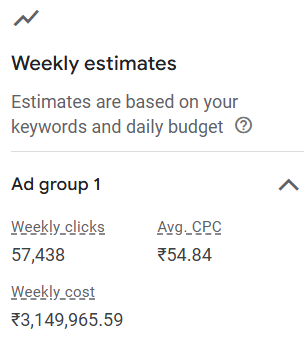 Weekly estimates
Estimates are based on your
keywords and daily budget
Ad group 1
Weekly clicks
Avg. CPC
57,438
₹54.84
Weekly cost
₹3,149,965.59